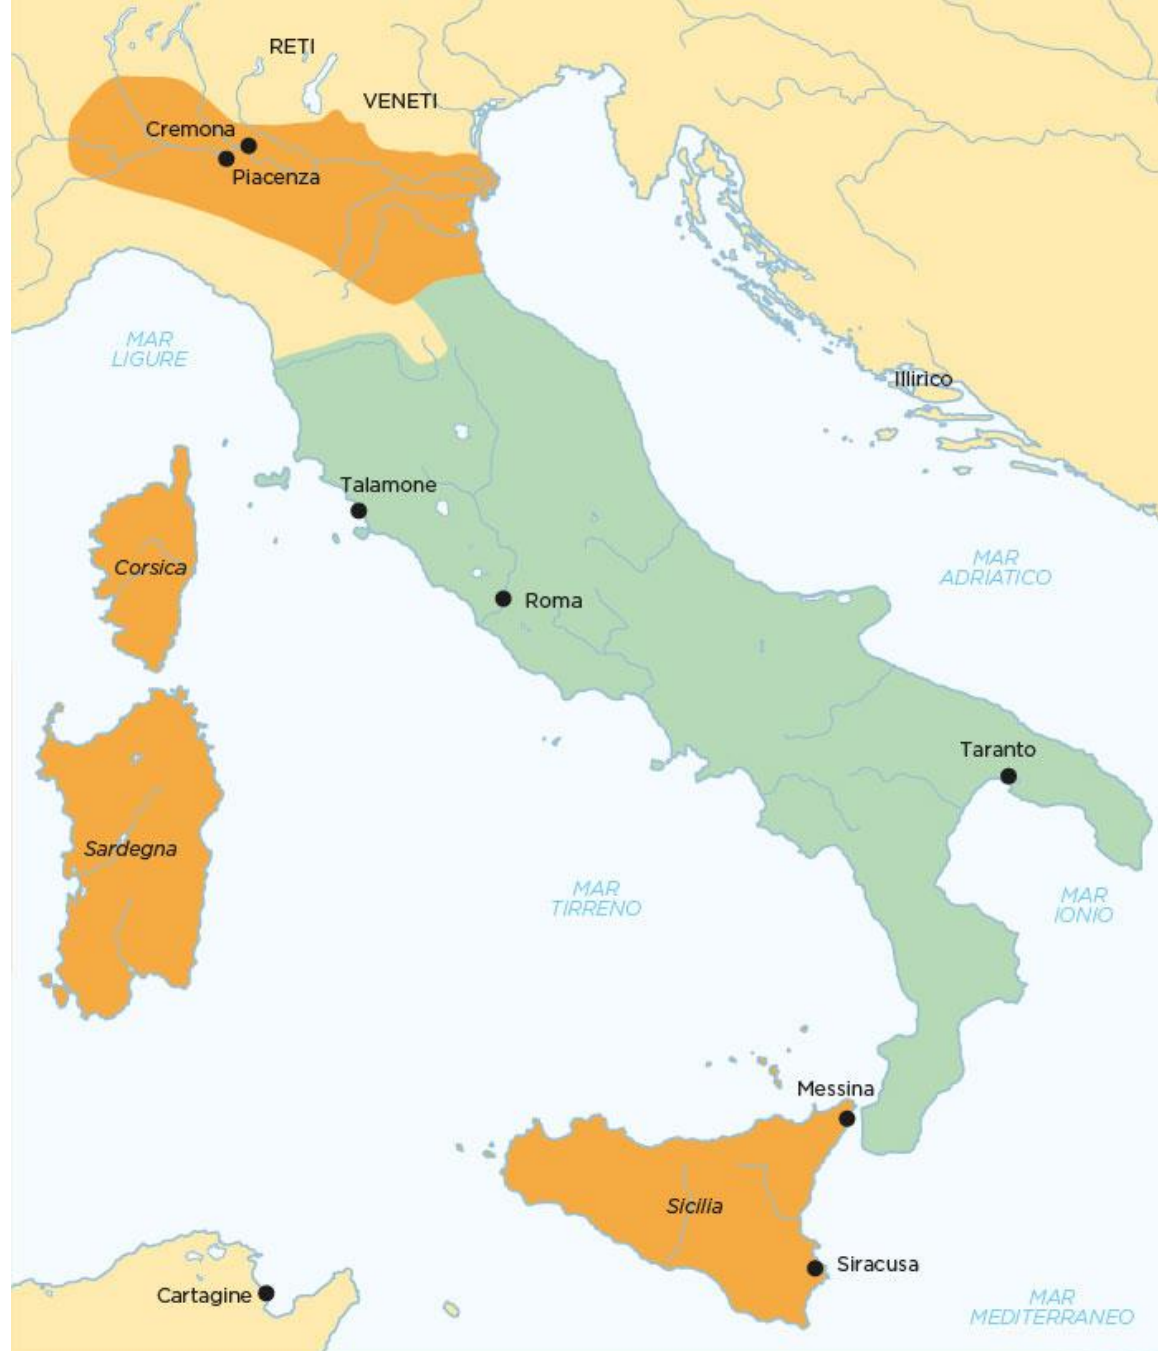 RETI
VENETI
Cremona
Piacenza
MAR
LIGURE
Illirico
Talamone
Corsica
MAR
ADRIATICO
Roma
Taranto
Sardegna
MAR
TIRRENO
MAR
IONIO
Messina
Sicilia
Siracusa
Cartagine
MAR
MEDITERRANEO